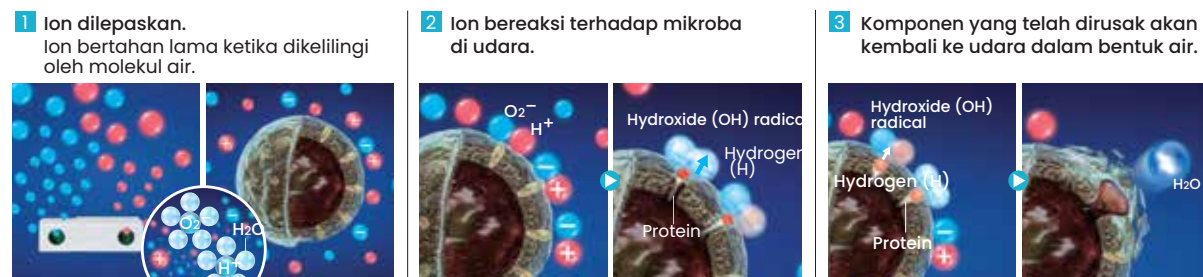 1 Ion dilepaskan.
Ion bertahan lama ketika dikelilingi
oleh molekul air.
O2⁻
H2O
H⁺
2 Ion bereaksi terhadap mikroba
di udara.
O2⁻
H⁺
Hydroxide (OH) radica
Hydrogen
(H)
Protein
3 Komponen yang telah dirusak akan
kembali ke udara dalam bentuk air.
Hydroxide (OH)
radical
Hydrogen (H)
Protein
H2O